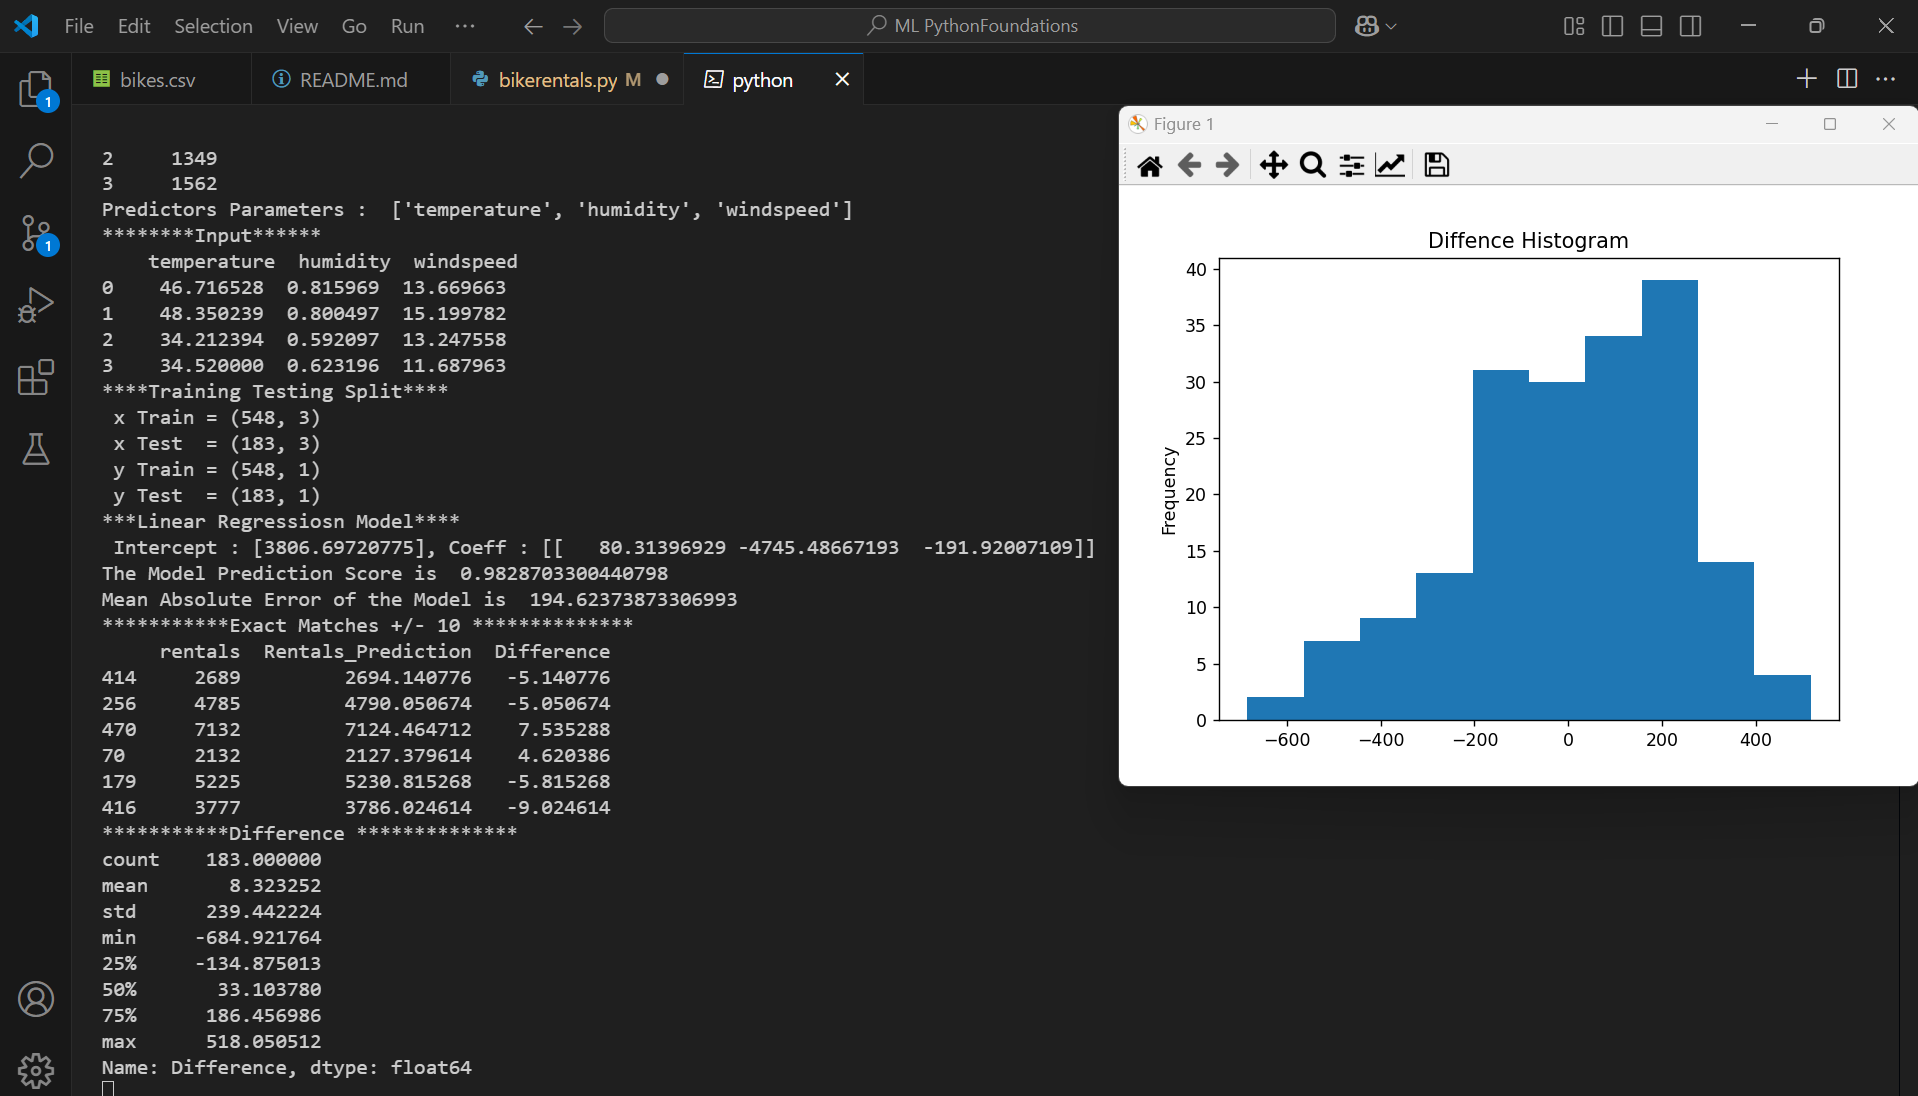 File Edit Selection View Go Run ···
ML PythonFoundations
bikes.csv
README.md
bikerentals.py M
python
1
1
2     1349
3     1562
Predictors Parameters :  ['temperature', 'humidity', 'windspeed']
********Input******
    temperature  humidity  windspeed
0    46.716528  0.815969  13.669663
1    48.350239  0.800497  15.199782
2    34.212394  0.592097  13.247558
3    34.520000  0.623196  11.687963
****Training Testing Split****
 x Train = (548, 3)
 x Test  = (183, 3)
 y Train = (548, 1)
 y Test  = (183, 1)
***Linear Regressiosn Model****
 Intercept : [3806.69720775], Coeff : [[   80.31396929 -4745.48667193  -191.92007109]]
The Model Prediction Score is  0.9828703300440798
Mean Absolute Error of the Model is  194.62373873306993
***********Exact Matches +/- 10 **************
     rentals  Rentals_Prediction  Difference
414     2689         2694.140776   -5.140776
256     4785         4790.050674   -5.050674
470     7132         7124.464712    7.535288
70      2132         2127.379614    4.620386
179     5225         5230.815268   -5.815268
416     3777         3786.024614   -9.024614
***********Difference **************
count    183.000000
mean       8.323252
std      239.442224
min     -684.921764
25%     -134.875013
50%       33.103780
75%      186.456986
max      518.050512
Name: Difference, dtype: float64
Figure 1
Diffence Histogram
Frequency
40
35
30
25
20
15
10
5
0
−600 −400 −200 0 200 400